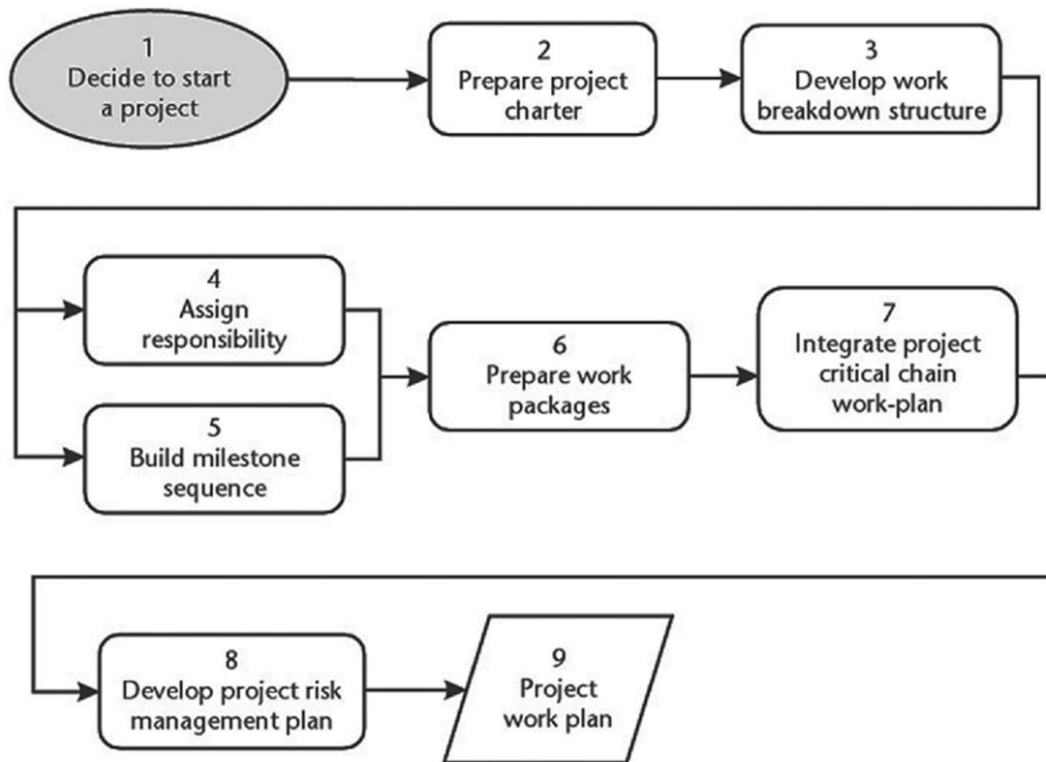 1
Decide to start
a project
2
Prepare project
charter
3
Develop work
breakdown structure
4
Assign
responsibility
5
Build milestone
sequence
6
Prepare work
packages
7
Integrate project
critical chain
work-plan
8
Develop project risk
management plan
9
Project
work plan